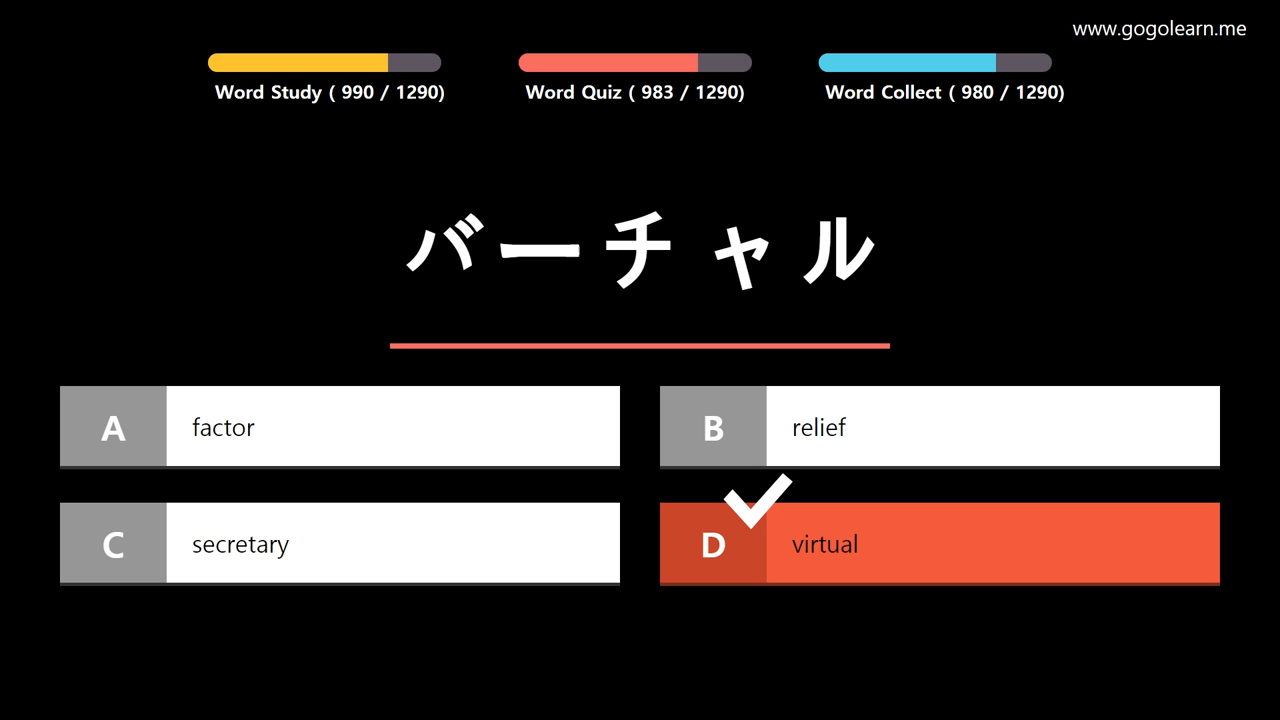 www.gogolearn.me
Word Study ( 990 / 1290)
Word Quiz ( 983 / 1290)
Word Collect ( 980 / 1290)
バーチャル
A factor
B relief
C secretary
D virtual